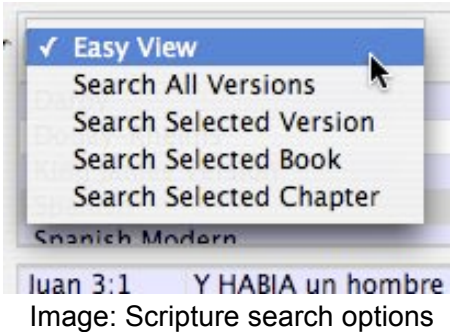 ✓ Easy View
Search All Versions
Search Selected Version
Search Selected Book
Search Selected Chapter
Spanish Modern
Juan 3:1 Y HABIA un hombre
Image: Scripture search options